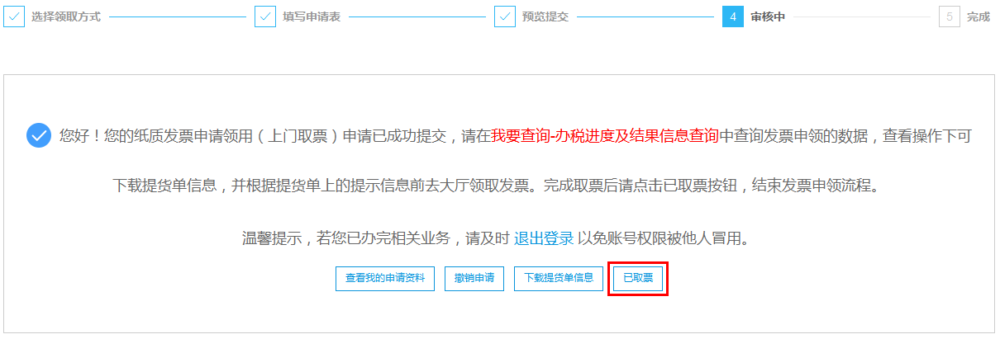 选择领取方式 填写申请表 预览提交 4 审核中 5 完成
您好！您的纸质发票申请领用（上门取票）申请已成功提交，请在我要查询-办税进度及结果信息查询中查询发票申领的数据，查看操作下可
下载提货单信息，并根据提货单上的提示信息前去大厅领取发票。完成取票后请点击已取票按钮，结束发票申领流程。
温馨提示，若您已办完相关业务，请及时 退出登录 以免账号权限被他人冒用。
查看我的申请资料 撤销申请 下载提货单信息 已取票